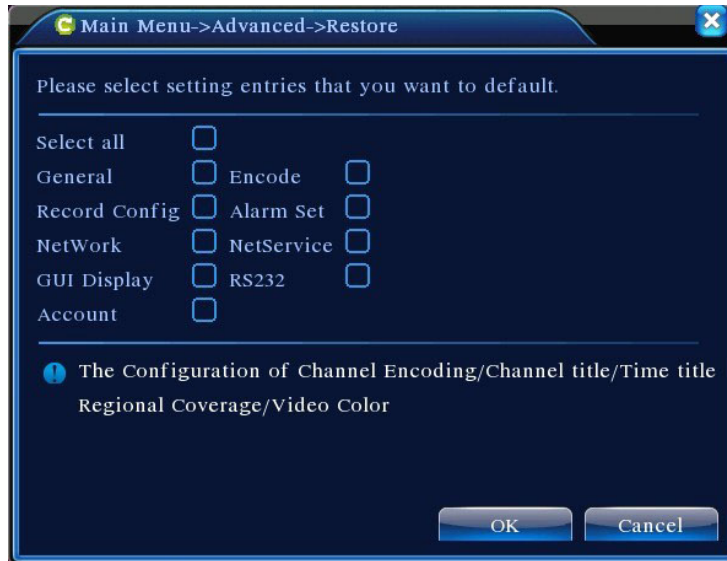 Main Menu->Advanced->Restore
Please select setting entries that you want to default.
Select all
General Encode
Record Config Alarm Set
NetWork NetService
GUI Display RS232
Account
The Configuration of Channel Encoding/Channel title/Time title
Regional Coverage/Video Color
OK Cancel